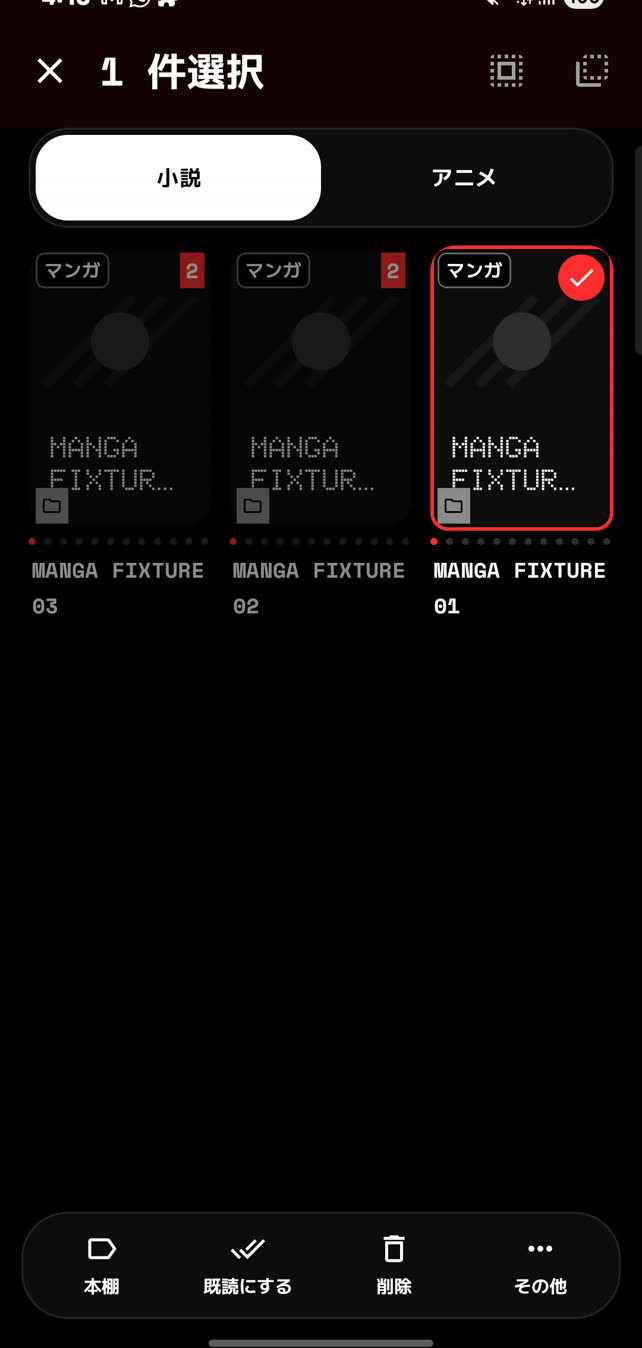 1 件選択
小説
アニメ
マンガ
2
マンガ
2
マンガ
MANGA
FIXTUR...
MANGA
FIXTUR...
MANGA
FIXTUR...
MANGA FIXTURE
03
MANGA FIXTURE
02
MANGA FIXTURE
01
本棚
既読にする
削除
その他